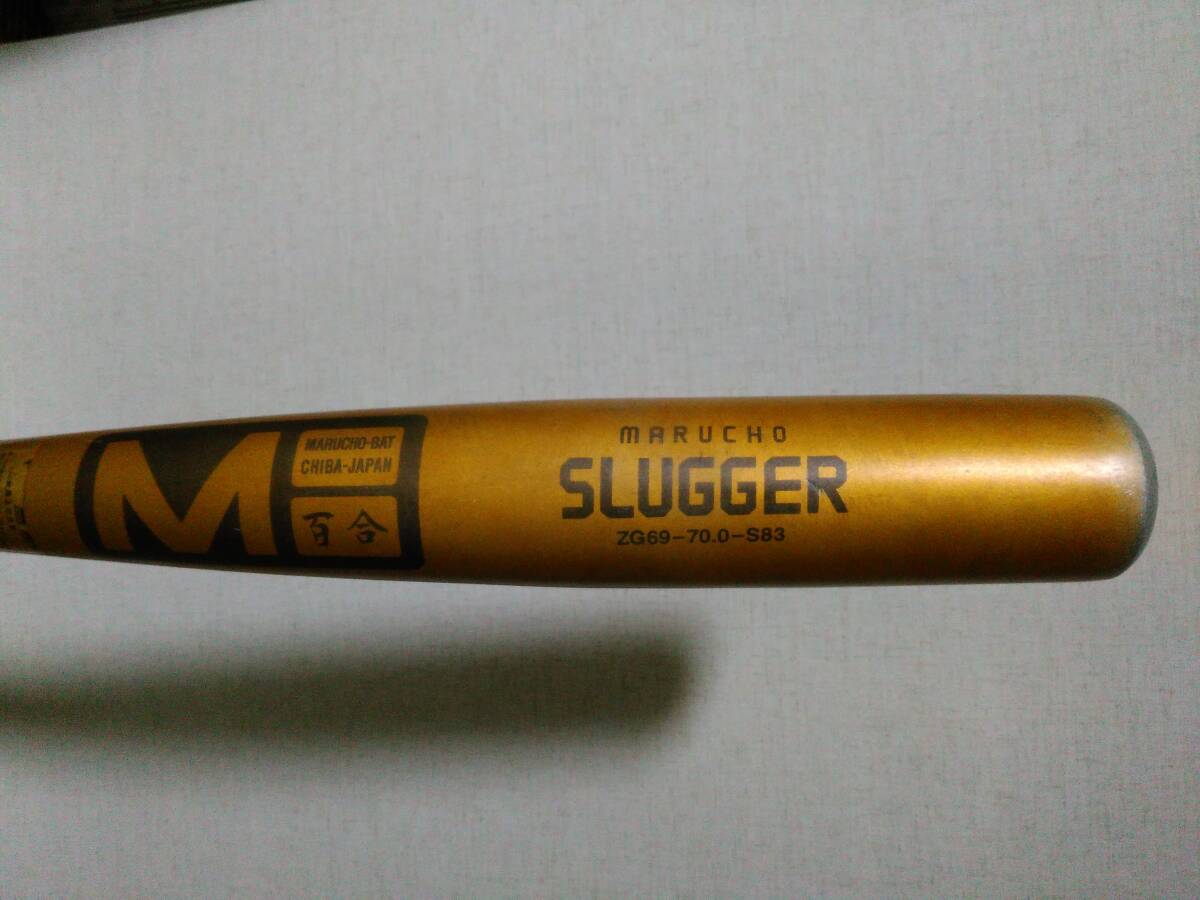 M
MARUCHO-BAT
CHIBA-JAPAN
百合
MARUCHO
SLUGGER
ZG69-70.0-S83